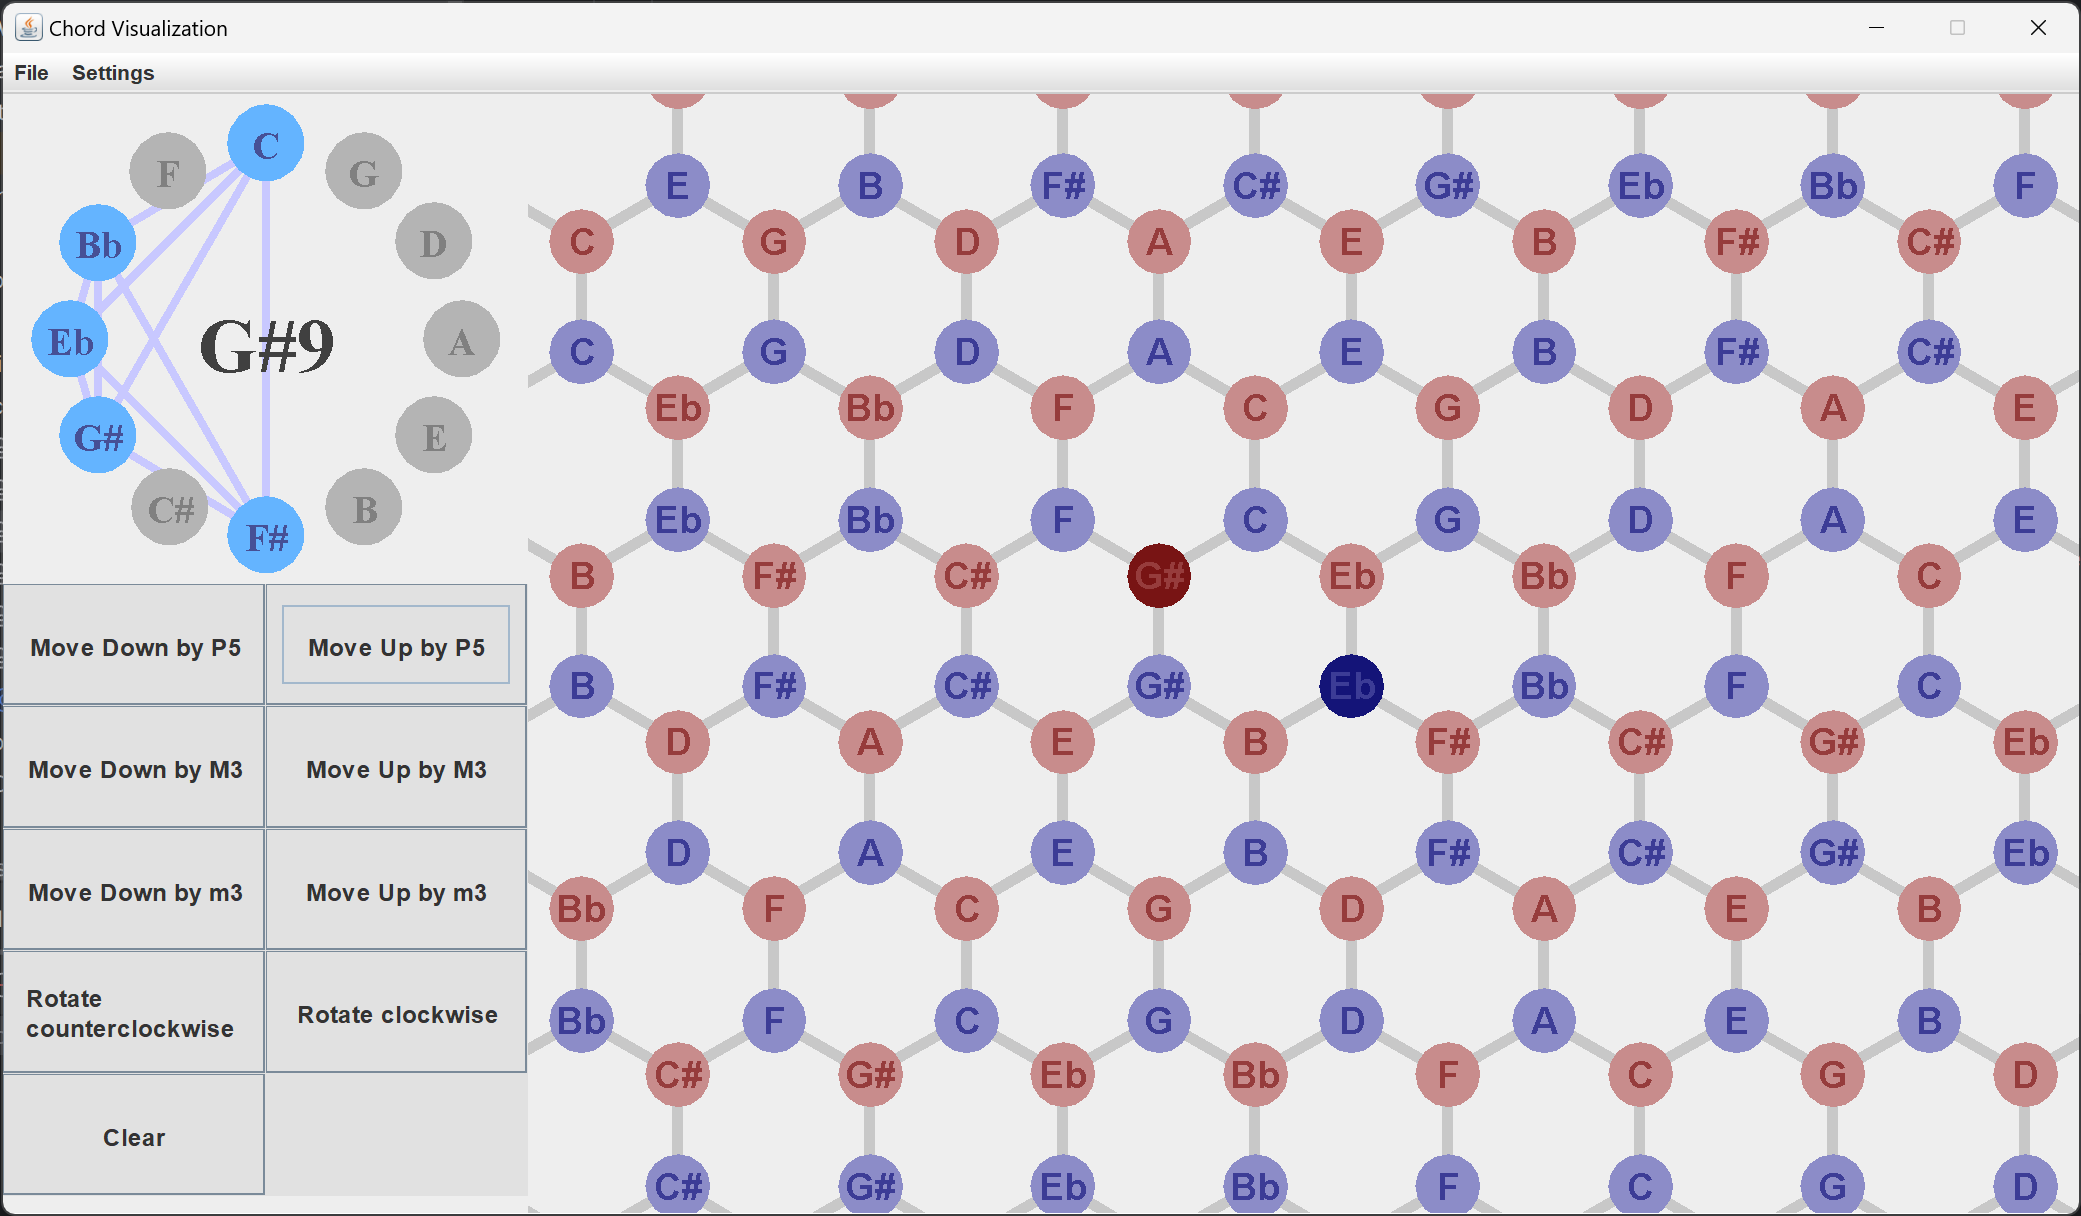 Chord Visualization
File Settings
C
F G
Bb D
Eb G#9 A
G# E
C# B
F#
Move Down by P5 Move Up by P5
Move Down by M3 Move Up by M3
Move Down by m3 Move Up by m3
Rotate
counterclockwise
Rotate clockwise
Clear
E B F# C# G# Eb Bb F
C G D A E B F# C#
C G D A E B F# C#
Eb Bb F C G D A E
Eb Bb F C G D A E
B F# C# G# Eb Bb F C
B F# C# G# Eb Bb F C
D A E B F# C# G# Eb
D A E B F# C# G# Eb
Bb F C G D A E B
Bb F C G D A E B
C# G# Eb Bb F C G D
C# G# Eb Bb F C G D